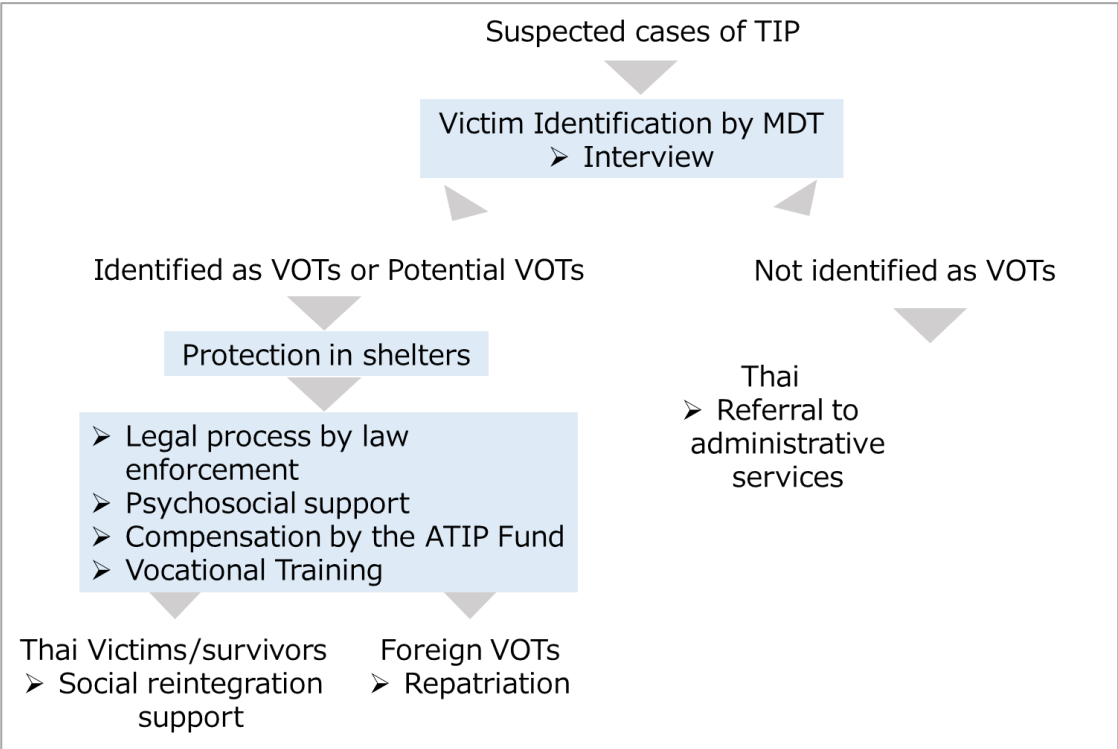 Suspected cases of TIP
Victim Identification by MDT
➢ Interview
Identified as VOTs or Potential VOTs
Not identified as VOTs
Protection in shelters
➢ Legal process by law
enforcement
➢ Psychosocial support
➢ Compensation by the ATIP Fund
➢ Vocational Training
Thai
➢ Referral to
administrative
services
Thai Victims/survivors
➢ Social reintegration
support
Foreign VOTs
➢ Repatriation